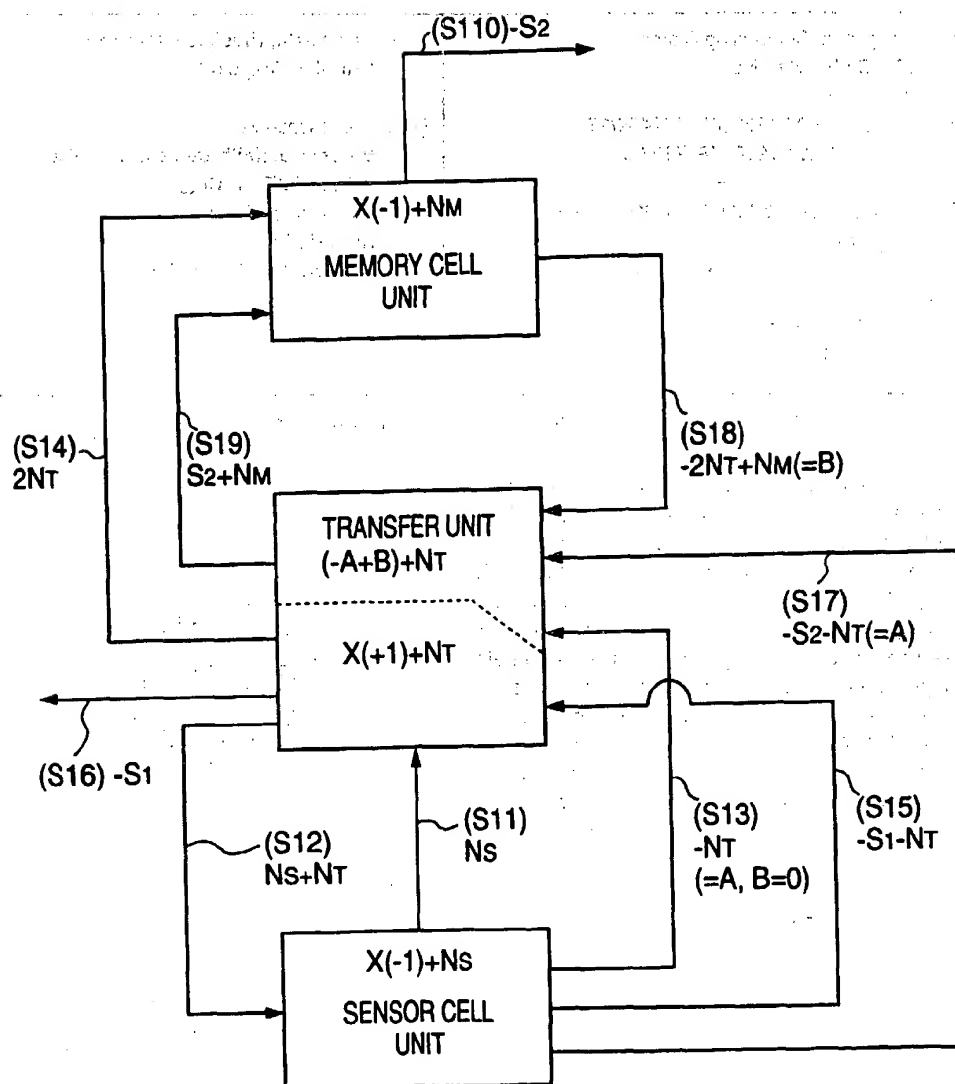 (S110)-S2
X(-1)+NM
MEMORY CELL
UNIT
(S14)
2NT
(S19)
S2+NM
(S18)
-2NT+NM(=B)
TRANSFER UNIT
(-A+B)+NT
(S17)
-S2-NT(=A)
X(+1)+NT
(S16) -S1
(S12)
NS+NT
(S11)
NS
(S13)
-NT
(=A, B=0)
(S15)
-S1-NT
X(-1)+NS
SENSOR CELL
UNIT